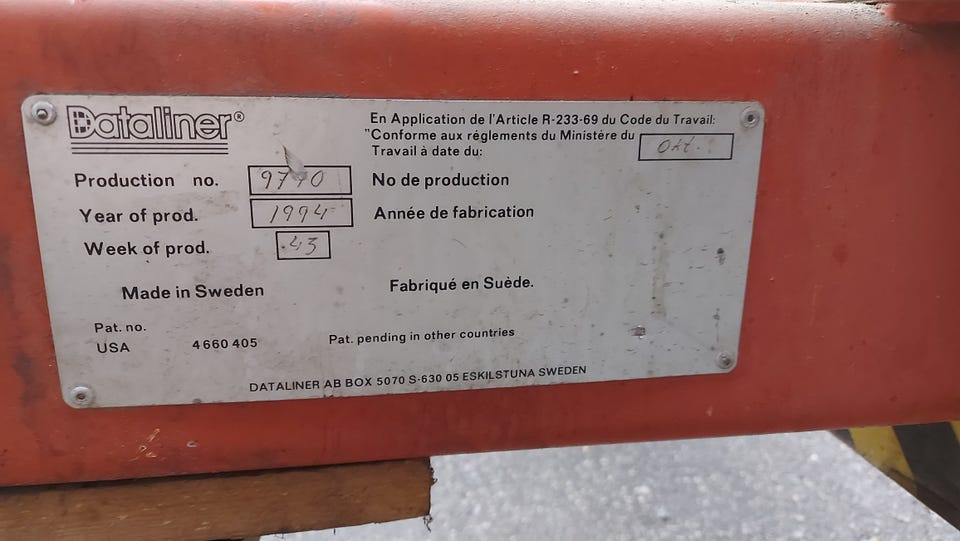 Dataliner®
En Application de l'Article R-233-69 du Code du Travail:
"Conforme aux réglements du Ministère du
Travail à date du: Okt.
Production no. No de production
Year of prod. 1994 Année de fabrication
Week of prod. 43
Made in Sweden Fabriqué en Suède.
Pat. no.
USA 4660405 Pat. pending in other countries
DATALINER AB BOX 5070 S-630 05 ESKILSTUNA SWEDEN